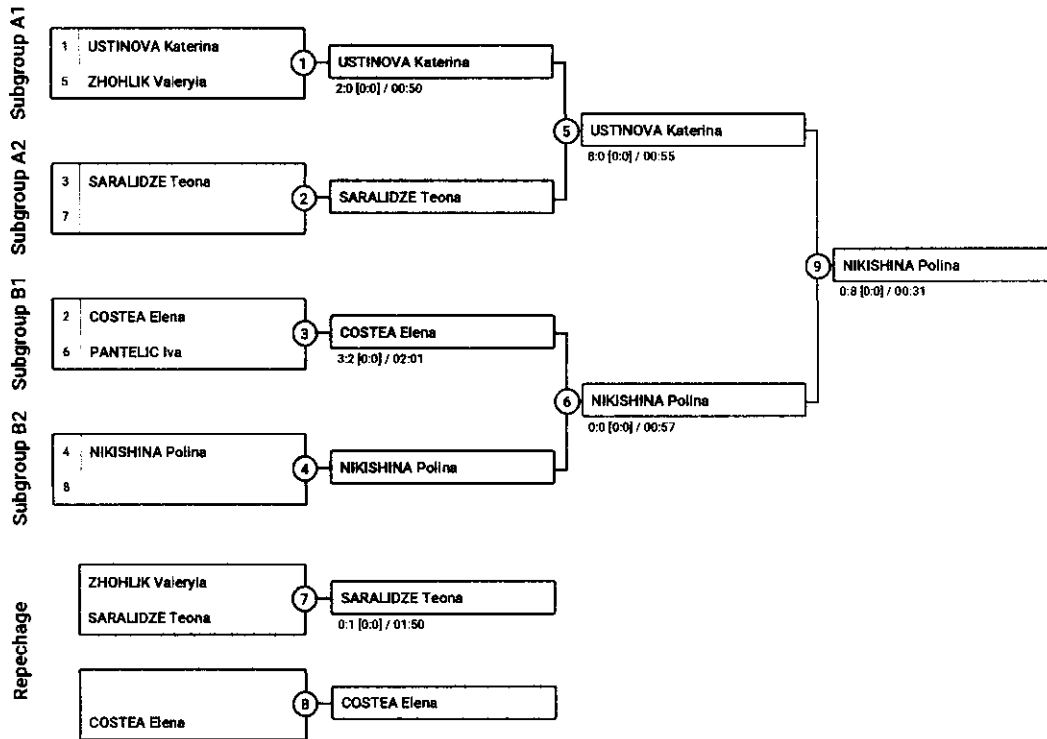 Subgroup A1
1 USTINOVA Katerina
5 ZHOHLIK Valeryia
1
USTINOVA Katerina
2:0 [0:0] / 00:50
5
USTINOVA Katerina
8:0 [0:0] / 00:55
Subgroup A2
3 SARALIDZE Teona
7
2
SARALIDZE Teona
9
NIKISHINA Polina
0:8 [0:0] / 00:31
Subgroup B1
2 COSTEA Elena
6 PANTELIC Iva
3
COSTEA Elena
3:2 [0:0] / 02:01
6
NIKISHINA Polina
0:0 [0:0] / 00:57
Subgroup B2
4 NIKISHINA Polina
8
4
NIKISHINA Polina
Repechage
ZHOHLIK Valeryia
SARALIDZE Teona
7
SARALIDZE Teona
0:1 [0:0] / 01:50
COSTEA Elena
8
COSTEA Elena